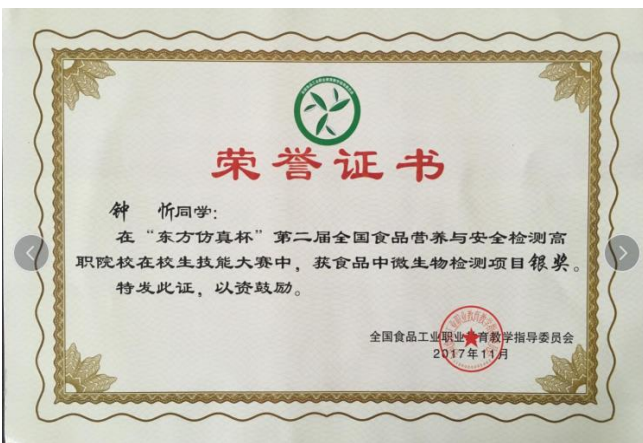 荣誉证书
钟 忻同学：
在“东方仿真杯”第二届全国食品营养与安全检测高
职院校在校生技能大赛中，获食品中微生物检测项目银奖。
特发此证，以资鼓励。
全国食品工业职业教育教学指导委员会
2017年11月